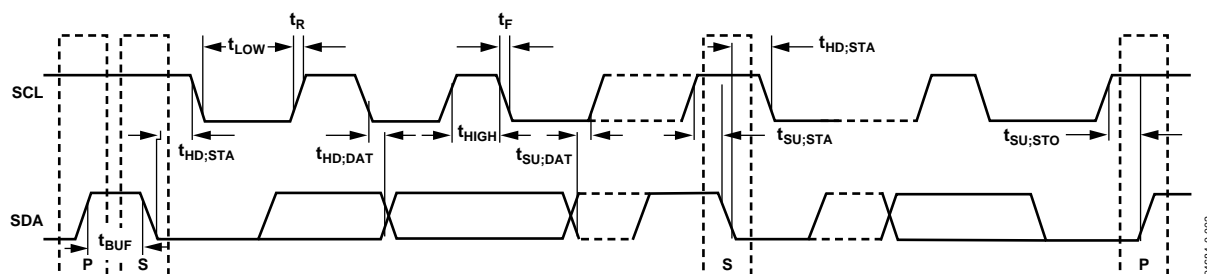 tR
tF
tLOW
tHD;STA
SCL
tHD;STA
tHD;DAT
tHIGH
tSU;DAT
tSU;STA
tSU;STO
SDA
tBUF
P
S
S
P